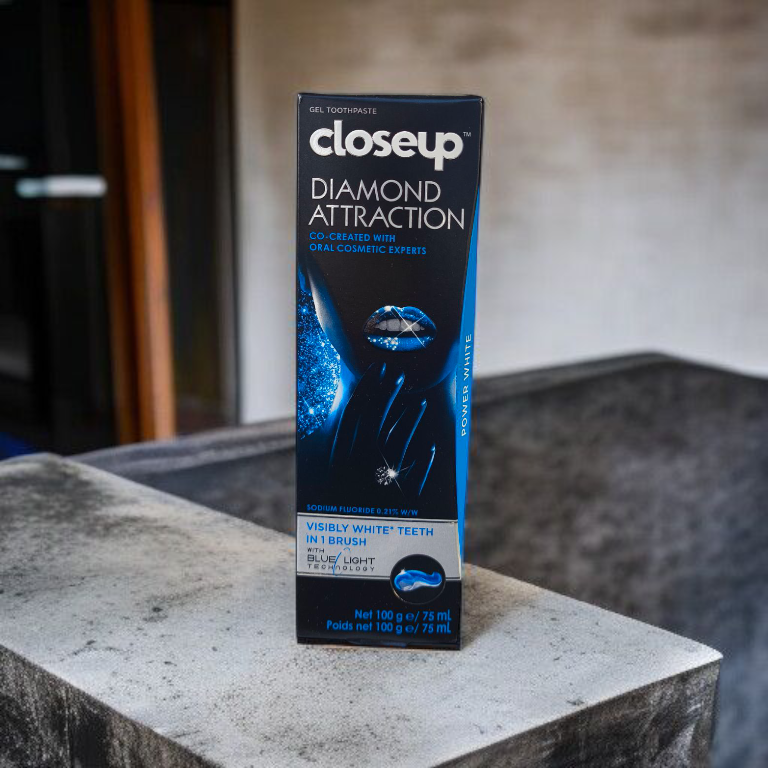 GEL TOOTHPASTE
closeup™
DIAMOND
ATTRACTION
CO-CREATED WITH
ORAL COSMETIC EXPERTS
POWER WHITE
SODIUM FLUORIDE 0.21% W/W
VISIBLY WHITE* TEETH
IN 1 BRUSH
WITH
BLUE LIGHT
TECHNOLOGY
Net 100 g e/ 75 mL
Poids net 100 g e/ 75 mL